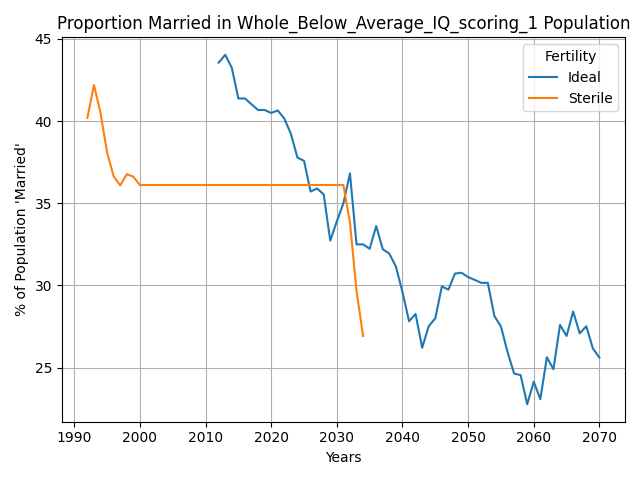 Proportion Married in Whole_Below_Average_IQ_scoring_1 Population
% of Population 'Married'
45
40
35
30
25
Fertility
Ideal
Sterile
1990 2000 2010 2020 2030 2040 2050 2060 2070
Years